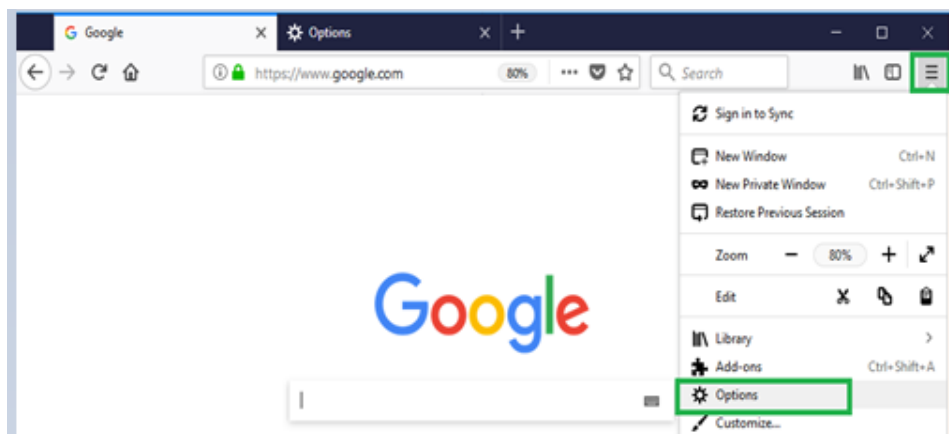 Google
Options
https://www.google.com
80%
Search
Sign in to Sync
New Window Ctrl+N
New Private Window Ctrl+Shift+P
Restore Previous Session
Zoom 80%
Edit
Google
Library
Add-ons Ctrl+Shift+A
Options
Customize...